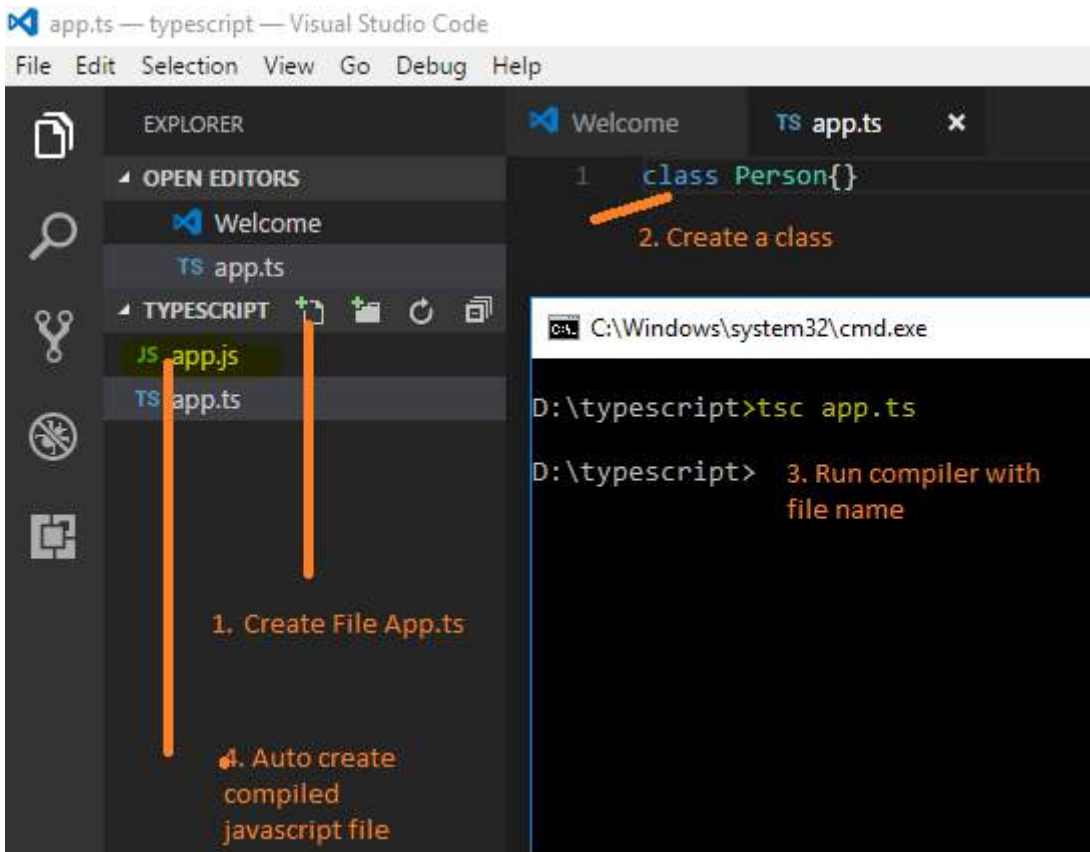 app.ts — typescript — Visual Studio Code
File Edit Selection View Go Debug Help
EXPLORER
OPEN EDITORS
Welcome
TS app.ts
TYPESCRIPT
JS app.js
TS app.ts
1. Create File App.ts
4. Auto create
compiled
javascript file
Welcome TS app.ts
1 class Person{}
2. Create a class
C:\Windows\system32\cmd.exe
D:\typescript>tsc app.ts
D:\typescript>
3. Run compiler with
file name